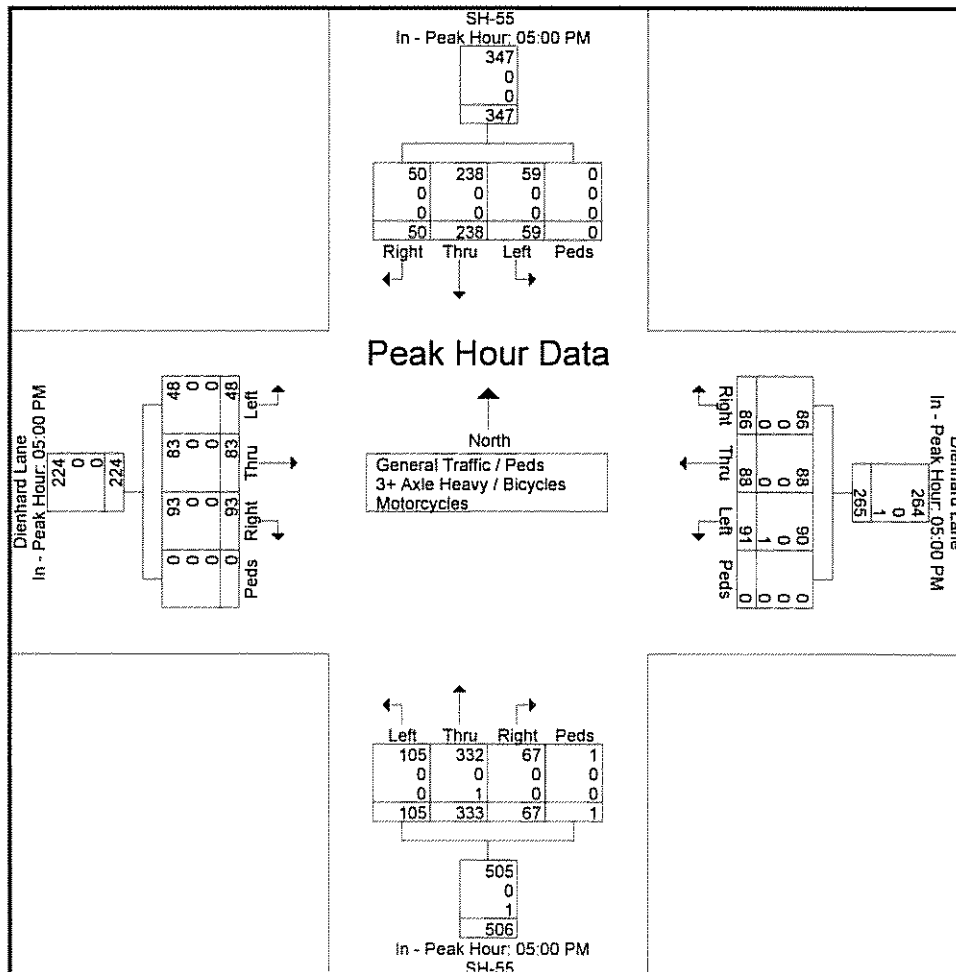 SH-55
In - Peak Hour: 05:00 PM
347
0
0
347
50 238 59 0
0 0 0 0
0 0 0 0
50 238 59 0
Right Thru Left Peds
Peak Hour Data
North
General Traffic / Peds
3+ Axle Heavy / Bicycles
Motorcycles
Dienhard Lane
In - Peak Hour: 05:00 PM
224
0
0
224
48 83 93 0
0 0 0 0
0 0 0 0
48 83 93 0
Left Thru Right Peds
Dienhard Lane
In - Peak Hour: 05:00 PM
264
0
1
265
86 88 90 0
0 0 0 0
0 0 1 0
86 88 91 0
Right Thru Left Peds
Left Thru Right Peds
105 332 67 1
0 0 0 0
0 1 0 0
105 333 67 1
505
0
1
506
In - Peak Hour: 05:00 PM
SH-55